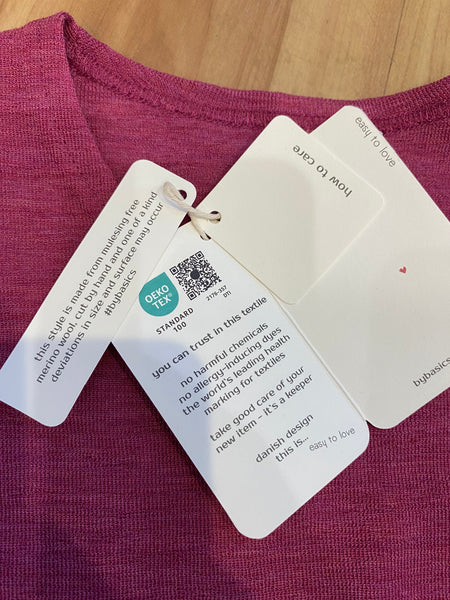 this style is made from mulesing free
merino wool, cut by hand and one of a kind
deviations in size and surface may occur
#bybasics
OEKO
TEX®
STANDARD
100
2176-357
DTI
you can trust in this textile
no harmful chemicals
no allergy-inducing dyes
the world's leading health
marking for textiles
take good care of your
new item - it's a keeper
danish design
this is...
easy to love
how to care
easy to love
bybasics